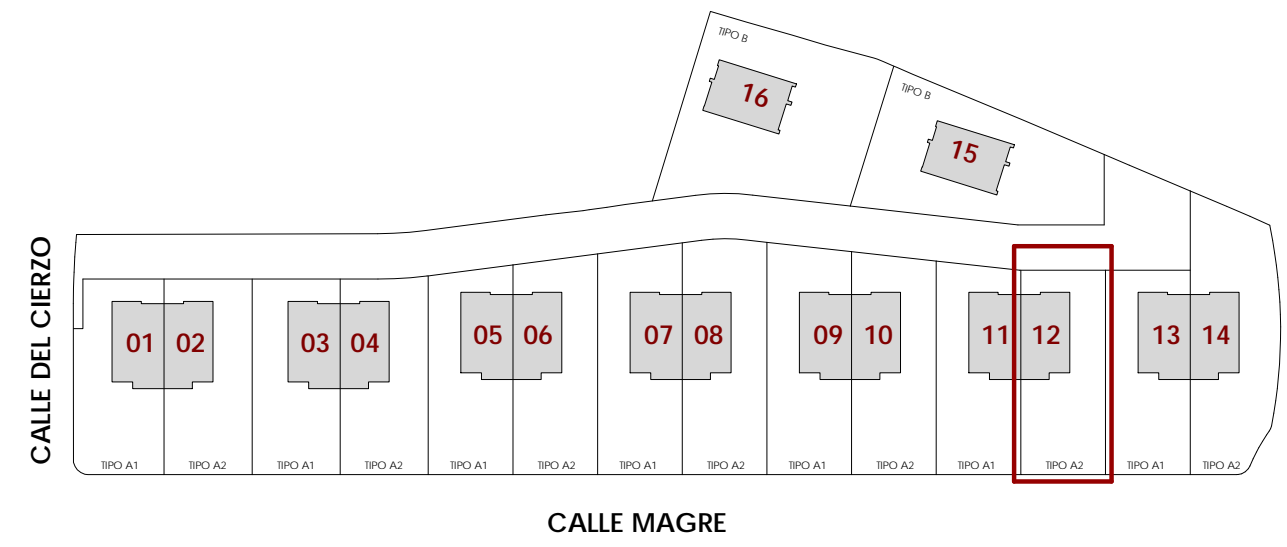 TIPO B
16
TIPO B
15
CALLE DEL CIERZO
01 02 03 04 05 06 07 08 09 10 11 12 13 14
TIPO A1 TIPO A2 TIPO A1 TIPO A2 TIPO A1 TIPO A2 TIPO A1 TIPO A2 TIPO A1 TIPO A2 TIPO A1 TIPO A2 TIPO A1 TIPO A2
CALLE MAGRE